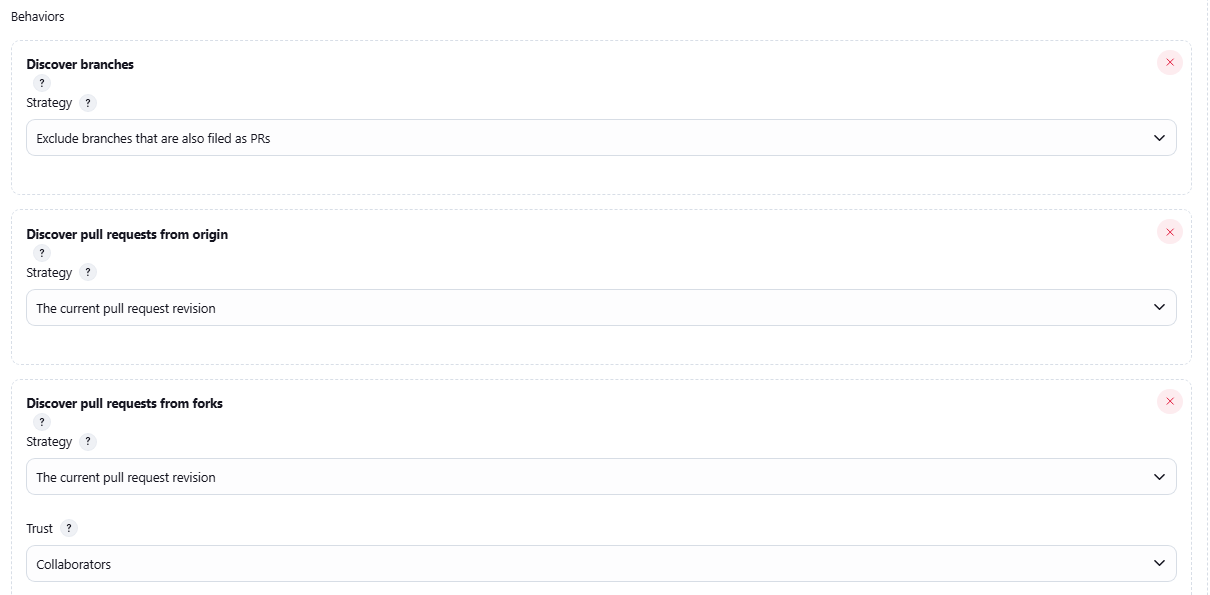 Behaviors
Discover branches
?
Strategy ?
Exclude branches that are also filed as PRs
Discover pull requests from origin
?
Strategy ?
The current pull request revision
Discover pull requests from forks
?
Strategy ?
The current pull request revision
Trust ?
Collaborators